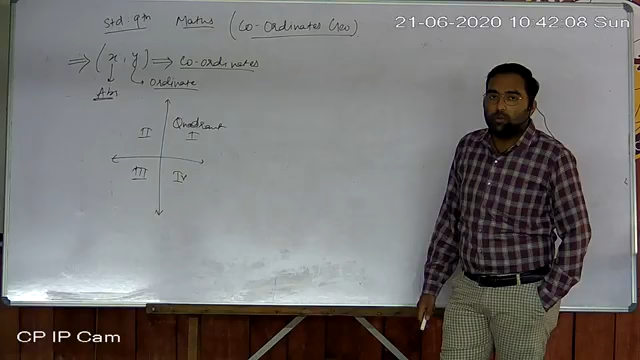 21-06-2020 10:42:08 Sun
Std: 9th Maths (Co-Ordinates Geo)
⇒ (x, y) ⇒ Co-ordinates
Ordinate
Abs
II Quadrant
I
III IV
CP IP Cam